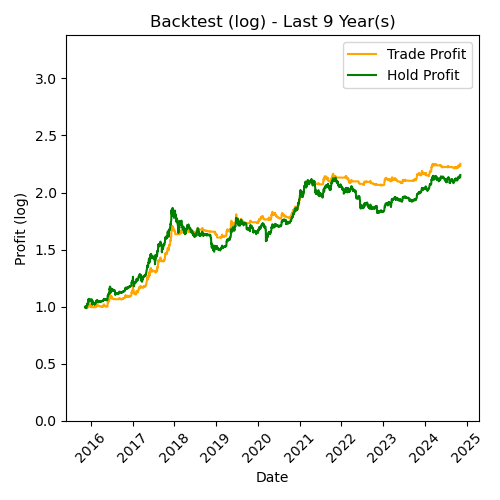 Backtest (log) - Last 9 Year(s)
Trade Profit
Hold Profit
Profit (log)
3.0
2.5
2.0
1.5
1.0
0.5
0.0
2016 2017 2018 2019 2020 2021 2022 2023 2024 2025
Date